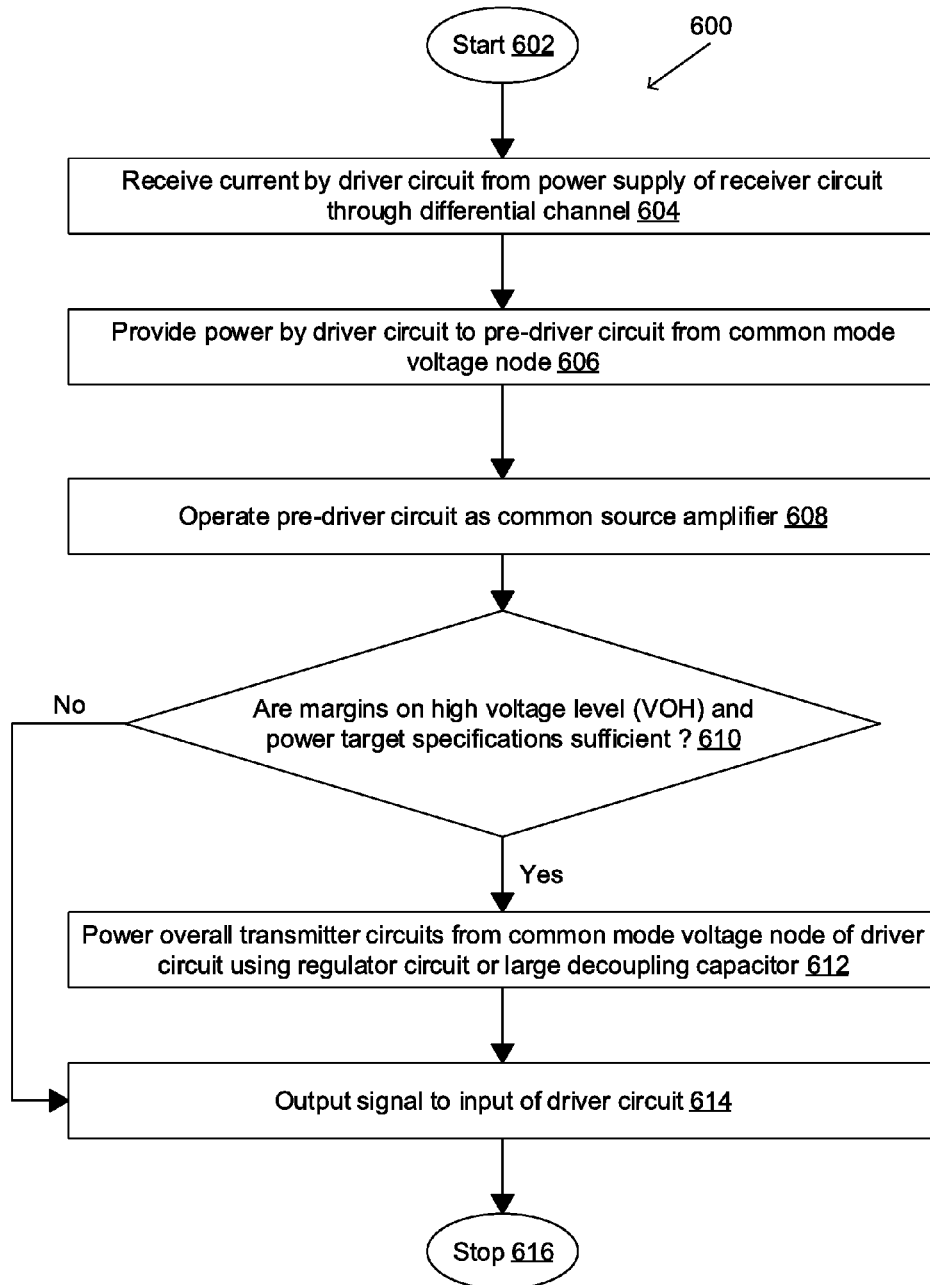 Start 602
600
Receive current by driver circuit from power supply of receiver circuit
through differential channel 604
Provide power by driver circuit to pre-driver circuit from common mode
voltage node 606
Operate pre-driver circuit as common source amplifier 608
No
Are margins on high voltage level (VOH) and
power target specifications sufficient ? 610
Yes
Power overall transmitter circuits from common mode voltage node of driver
circuit using regulator circuit or large decoupling capacitor 612
Output signal to input of driver circuit 614
Stop 616